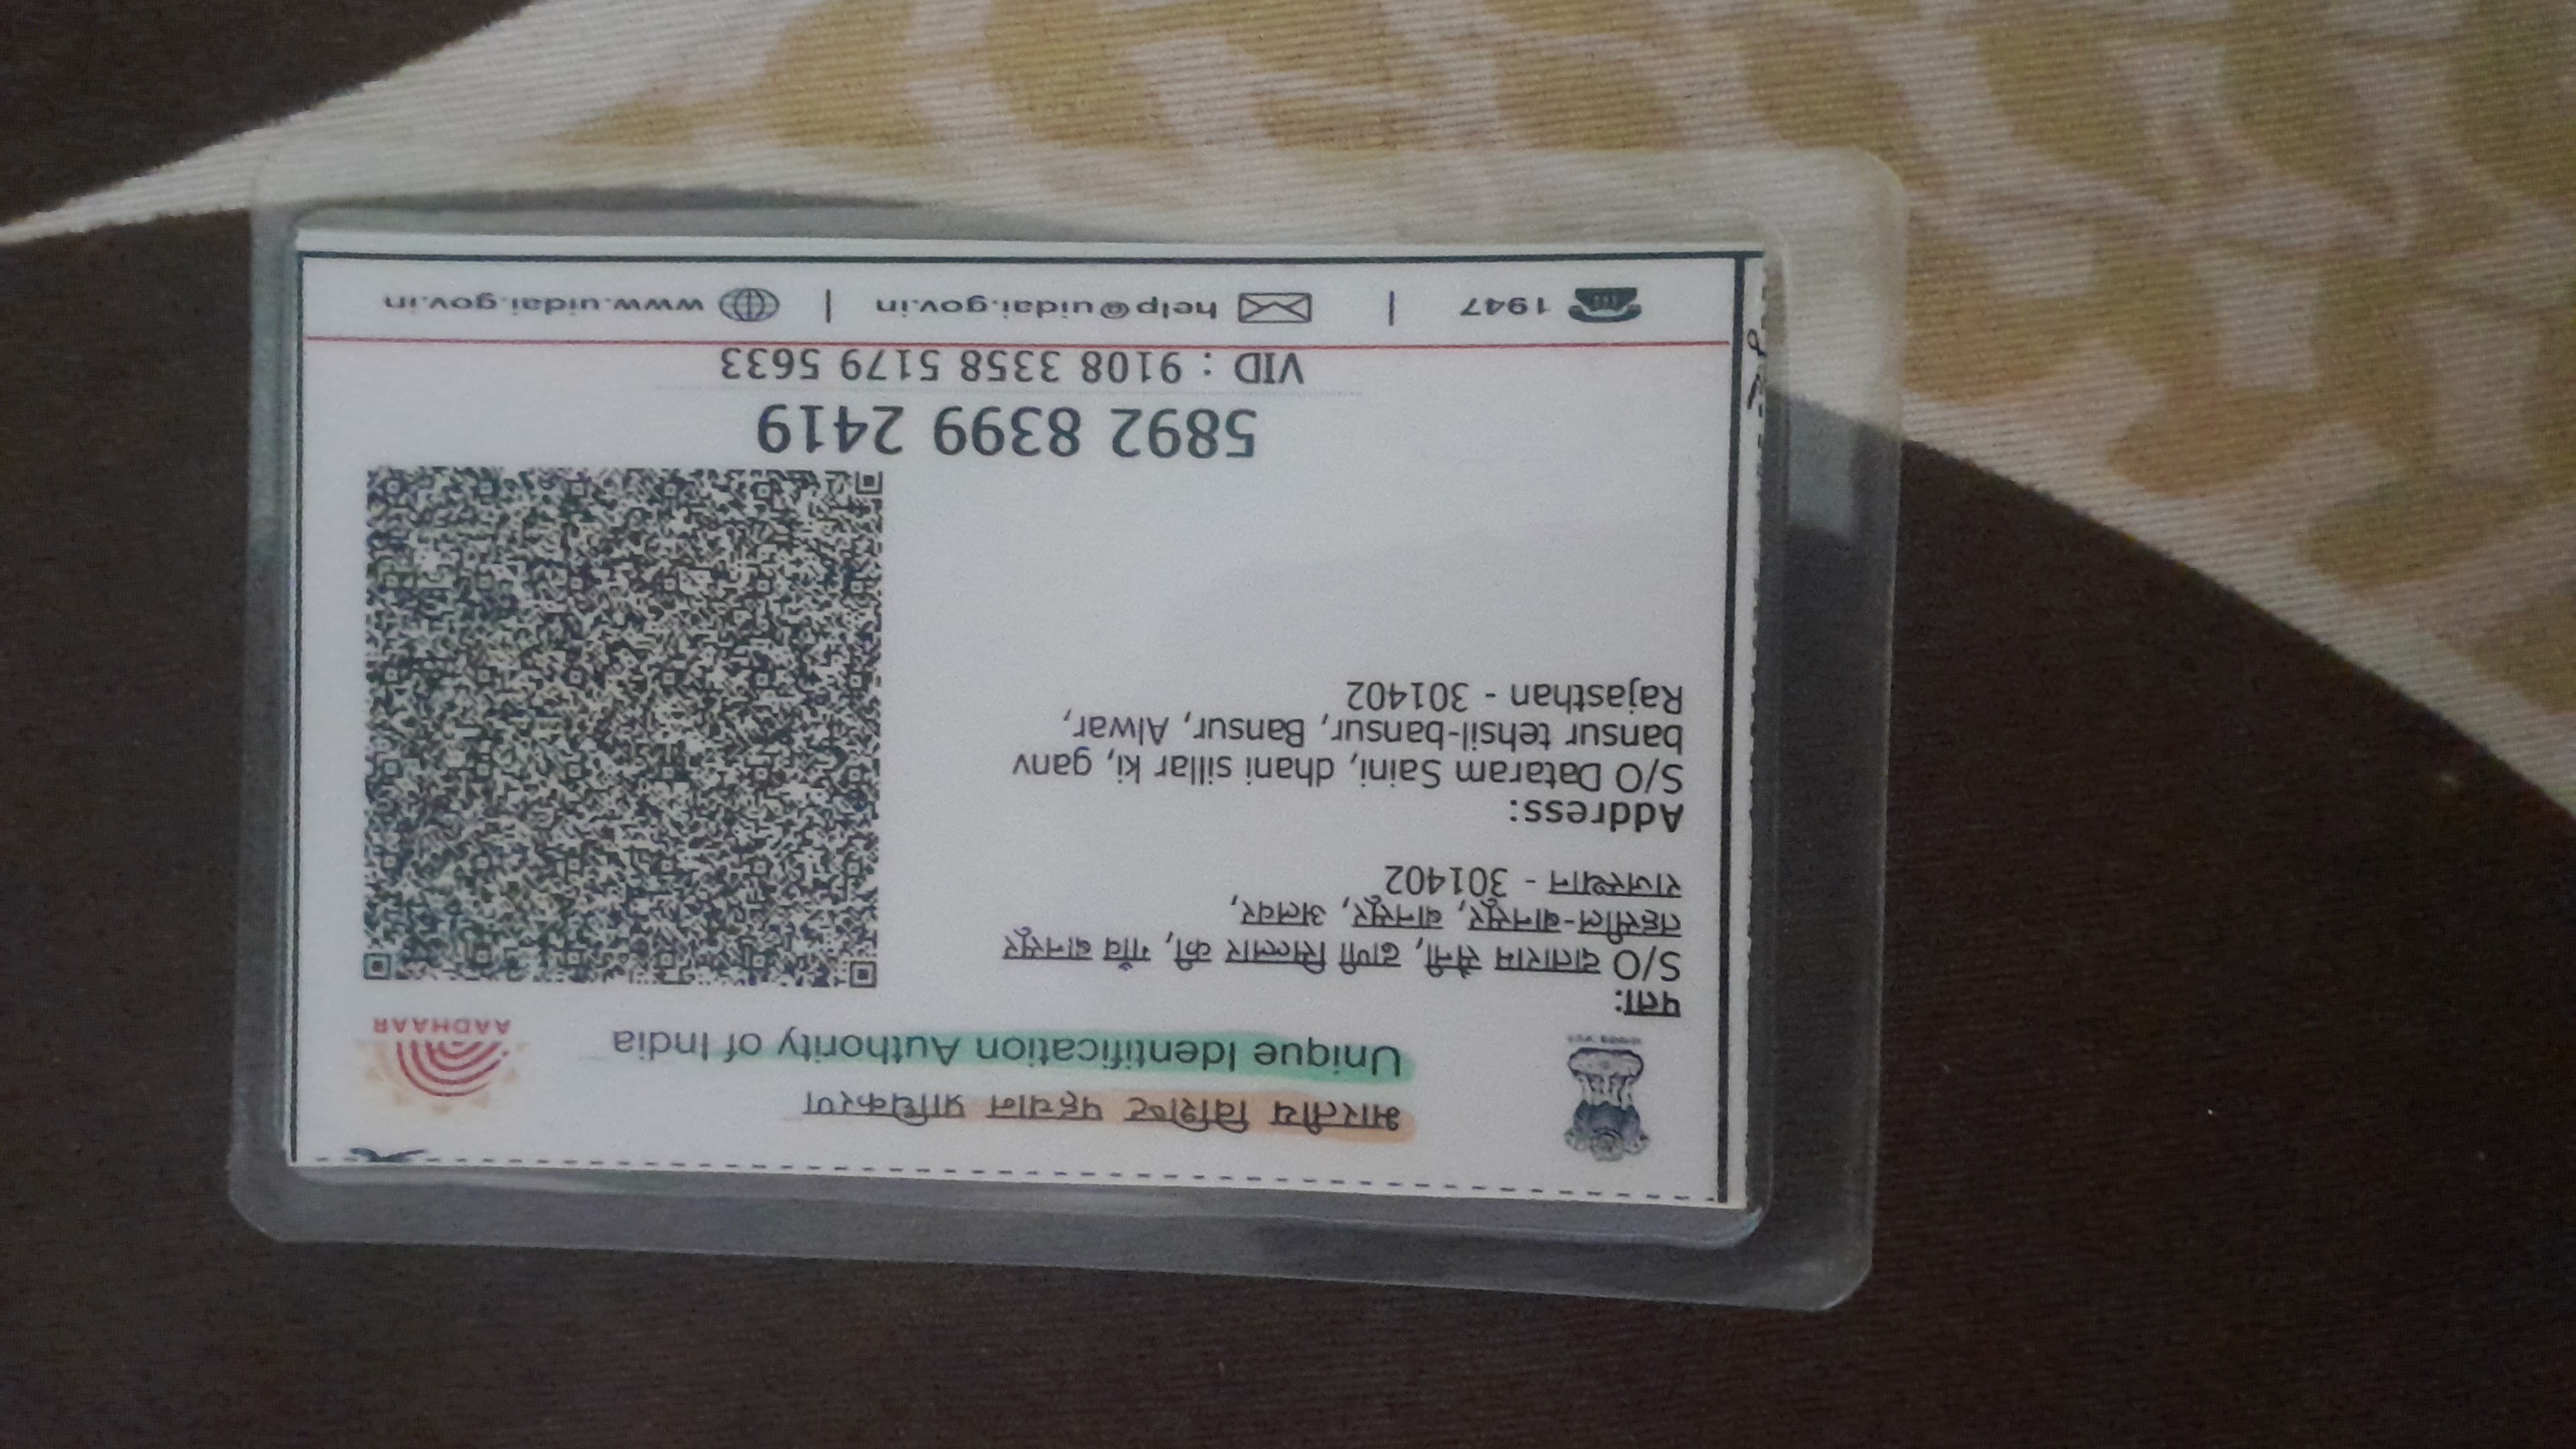 भारतीय विशिष्ट पहचान प्राधिकरण
Unique Identification Authority of India
AADHAAR
पता:
S/O दाताराम सैनी, ढाणी सिल्लार की, गाँव बानसूर
तहसील-बानसूर, बानसूर, अलवर,
राजस्थान - 301402
Address:
S/O Dataram Saini, dhani sillar ki, ganv
bansur tehsil-bansur, Bansur, Alwar,
Rajasthan - 301402
5892 8399 2419
VID : 9108 3358 5179 5633
1947 | help@uidai.gov.in | www.uidai.gov.in